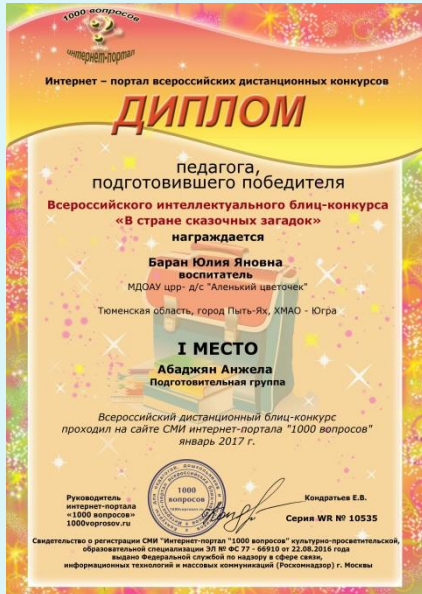 1000 вопросов
интернет-портал
Интернет – портал всероссийских дистанционных конкурсов
ДИПЛОМ
педагога,
подготовившего победителя
Всероссийского интеллектуального блиц-конкурса
«В стране сказочных загадок»
награждается
Баран Юлия Яновна
воспитатель
МДОАУ црр- д/с "Аленький цветочек"
Тюменская область, город Пыть-Ях, ХМАО - Югра
I МЕСТО
Абаджян Анжела
Подготовительная группа
Всероссийский дистанционный блиц-конкурс
проходил на сайте СМИ интернет-портала "1000 вопросов"
январь 2017 г.
1000
вопросов
Руководитель
интернет-портала
«1000 вопросов»
1000voprosov.ru
Кондратьев Е.В.
Серия WR № 10535
Свидетельство о регистрации СМИ "Интернет-портал "1000 вопросов" культурно-просветительской,
образовательной специализации ЭЛ № ФС 77 - 66910 от 22.08.2016 года
выдано Федеральной службой по надзору в сфере связи,
информационных технологий и массовых коммуникаций (Роскомнадзор) г. Москвы